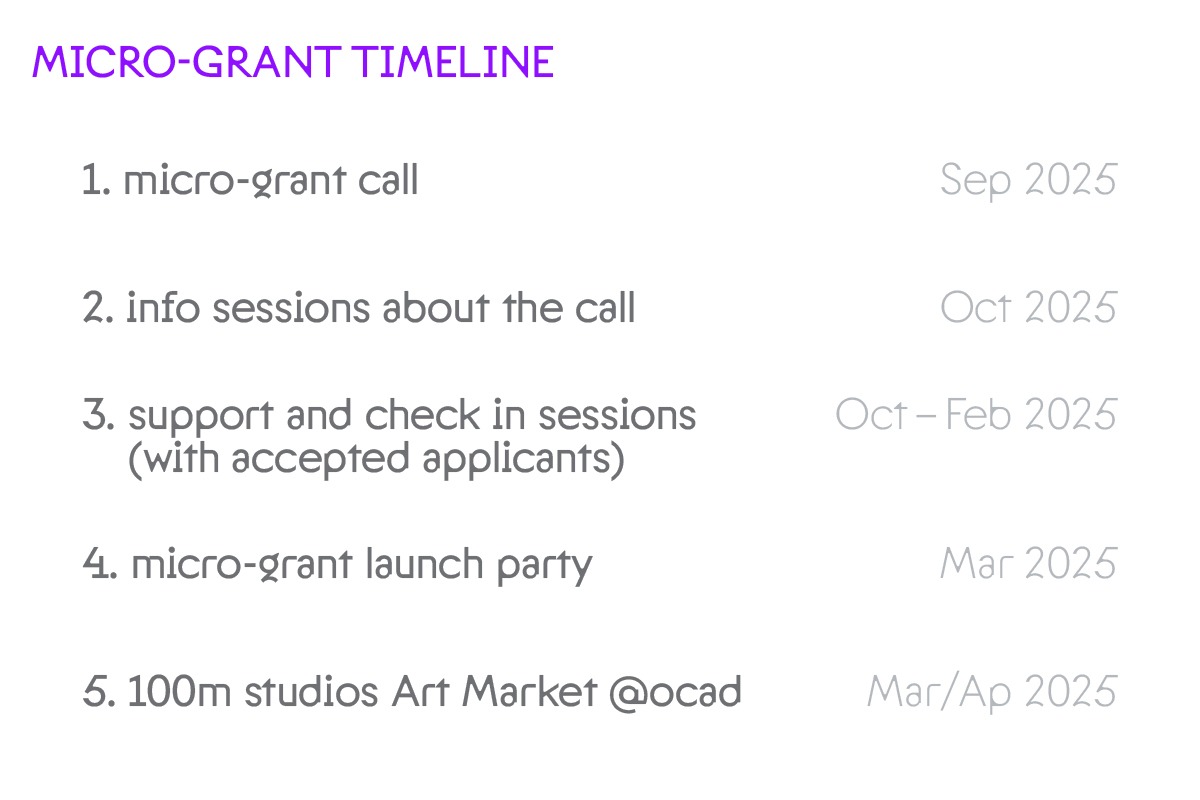 MICRO-GRANT TIMELINE
1. micro-grant call Sep 2025
2. info sessions about the call Oct 2025
3. support and check in sessions Oct – Feb 2025
(with accepted applicants)
4. micro-grant launch party Mar 2025
5. 100m studios Art Market @ocad Mar/Ap 2025